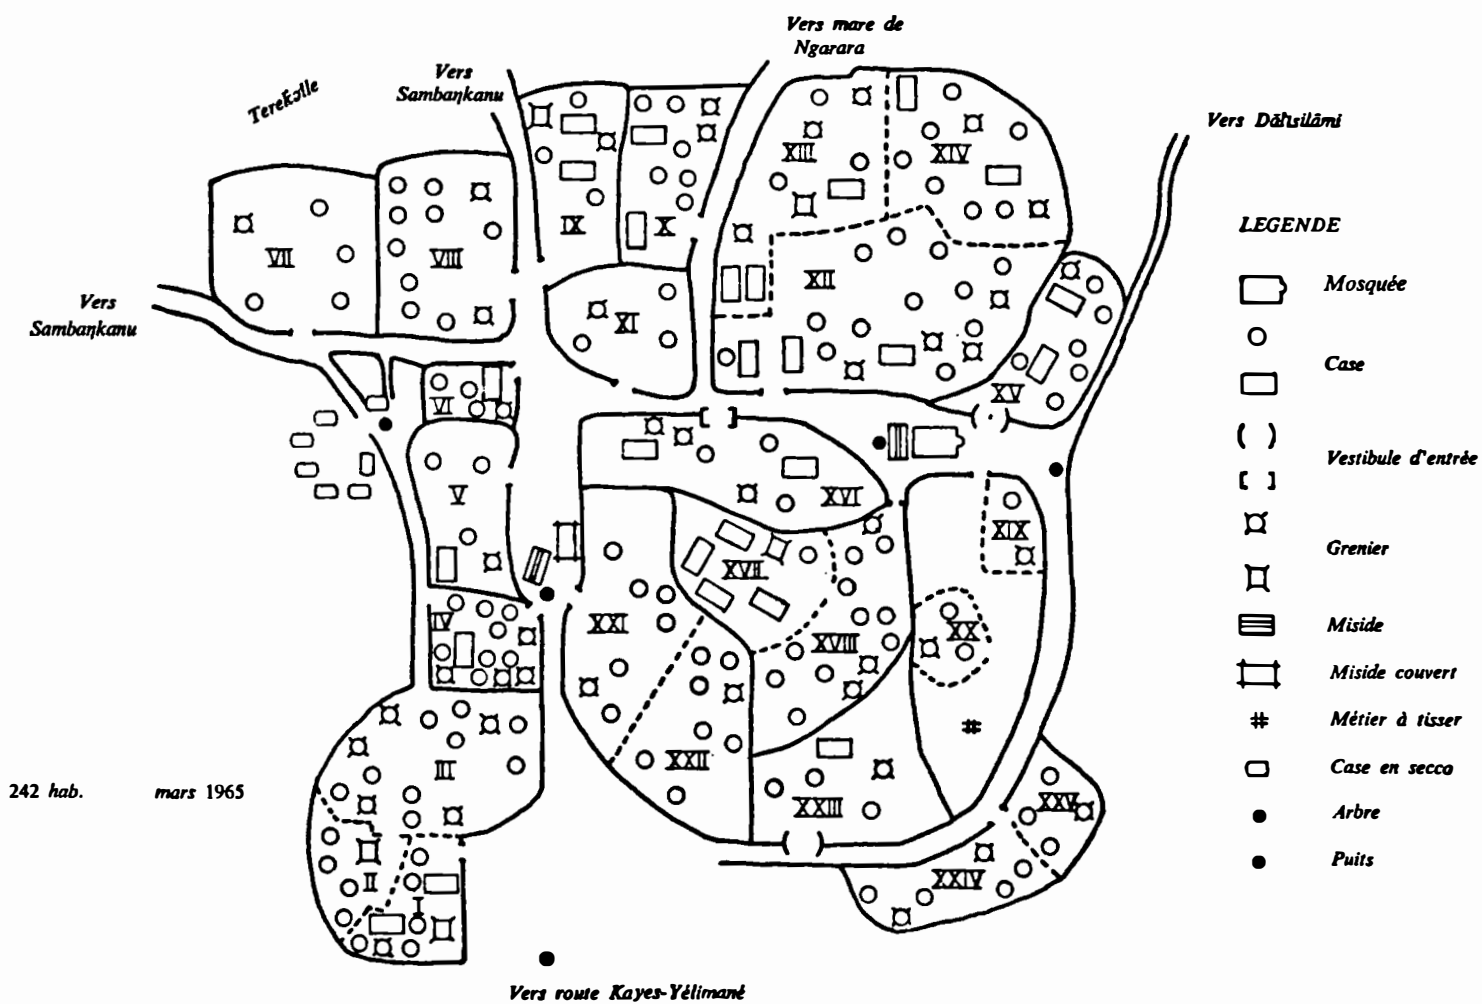 Vers mare de
Ngarara
Vers
Sambaŋkanu
Terekɔlle
Vers Dãrisilâmi
XIII
XIV
IX
X
VII
VIII
XII
LEGENDE
Mosquée
Vers
Sambaŋkanu
XI
Case
VI
XV
Vestibule d'entrée
V
XVI
XIX
Grenier
XVII
IV
XXI
XVIII
XX
Miside
Miside couvert
III
XXII
# Métier à tisser
242 hab. mars 1965
XXIII
XXV
Case en secco
Arbre
II
XXIV
Puits
I
Vers route Kayes-Yélimané